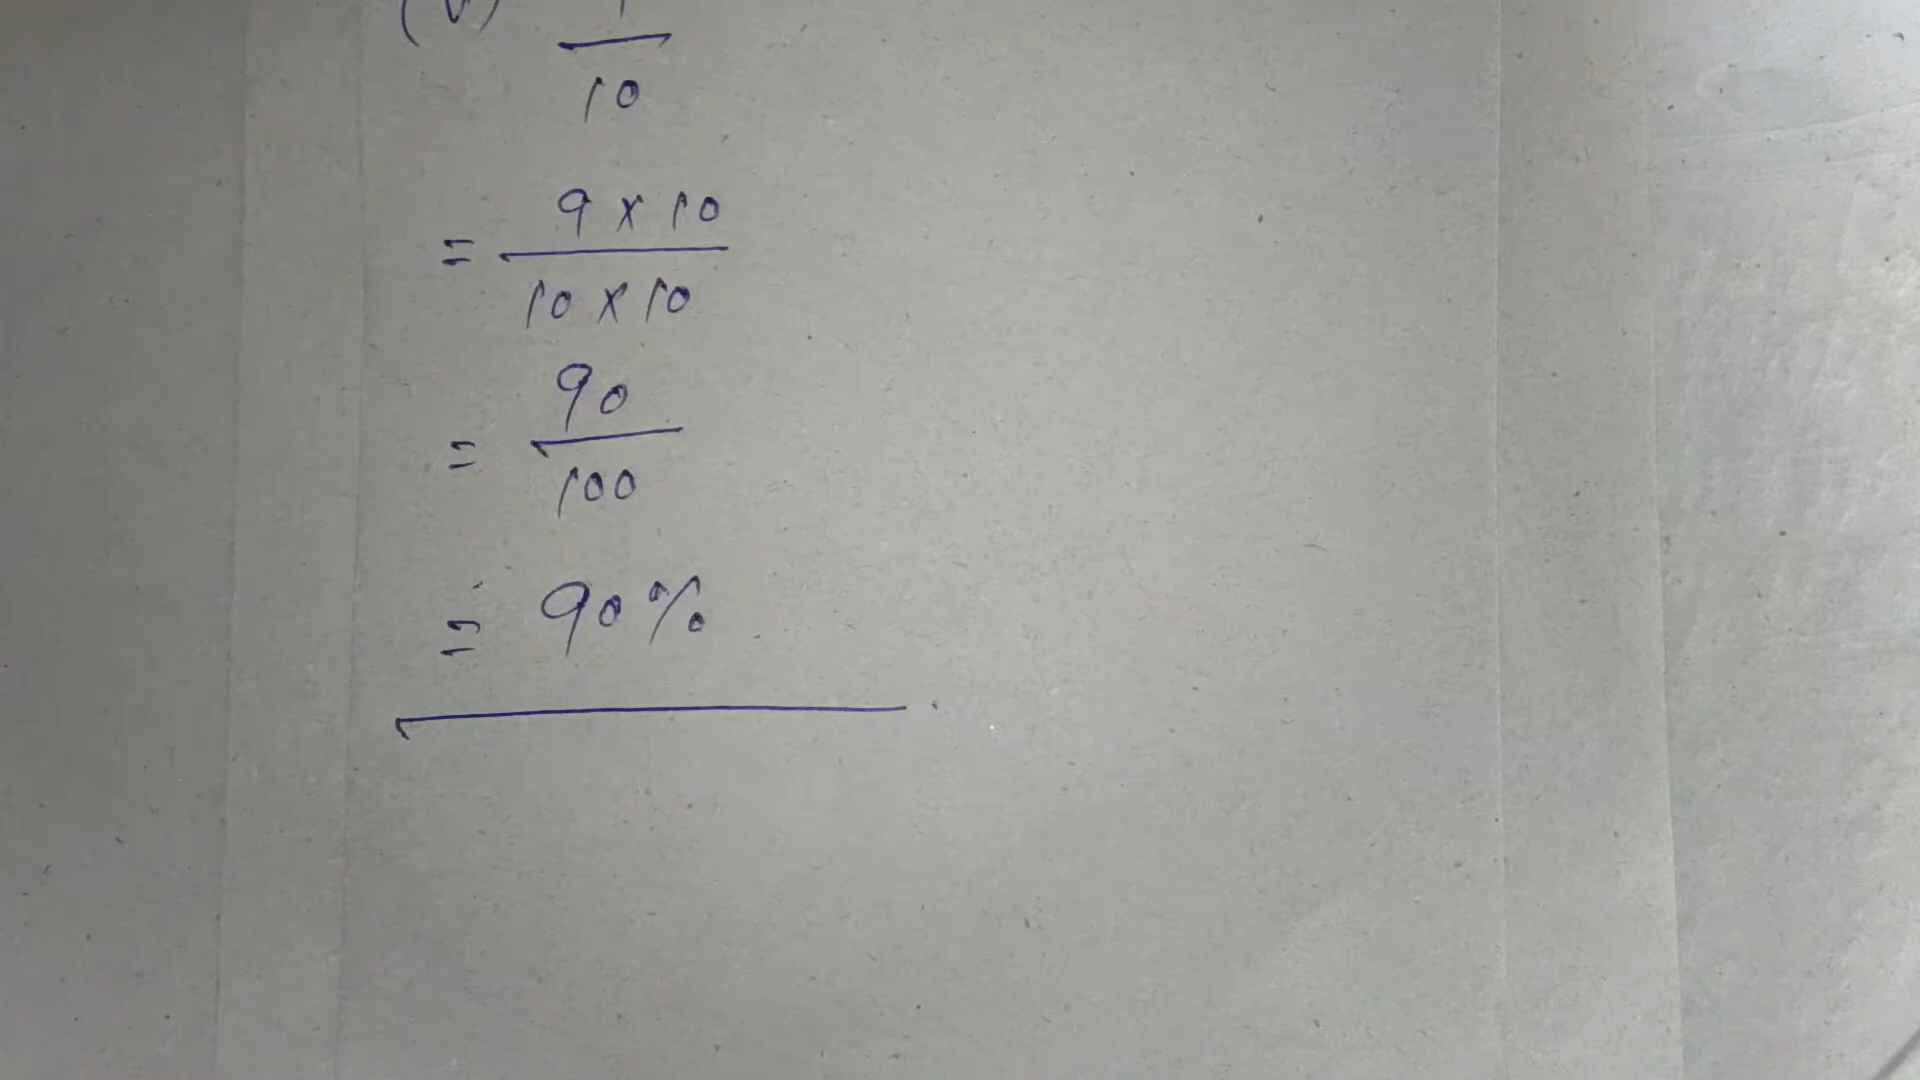 (v) —
10
= 9 x 10
10 x 10
= 90
100
= 90%